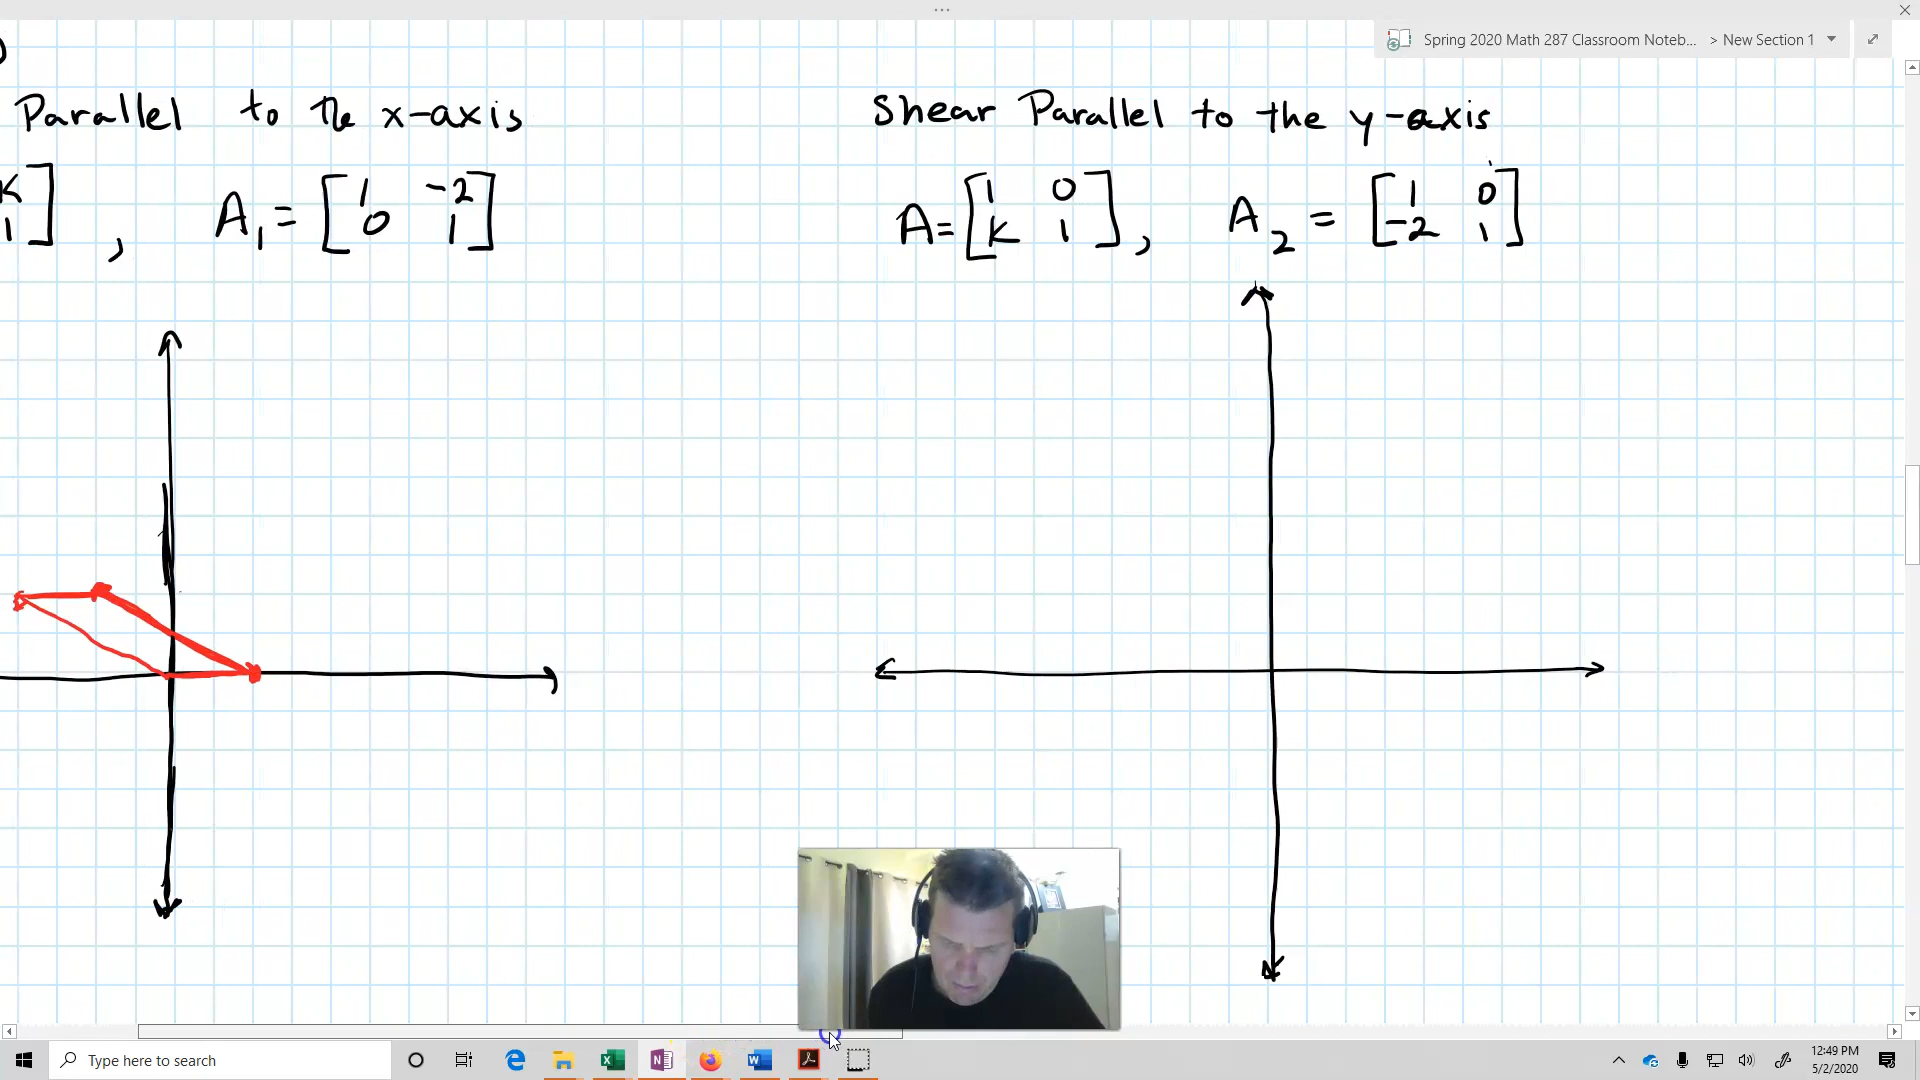 Spring 2020 Math 287 Classroom Noteb... > New Section 1
Parallel to the x-axis
K
1 , A₁ = [ 1 -2
0 1 ]
Shear Parallel to the y-axis
A = [ 1 0
K 1 ] , A₂ = [ 1 0
-2 1 ]
Type here to search
12:49 PM
5/2/2020